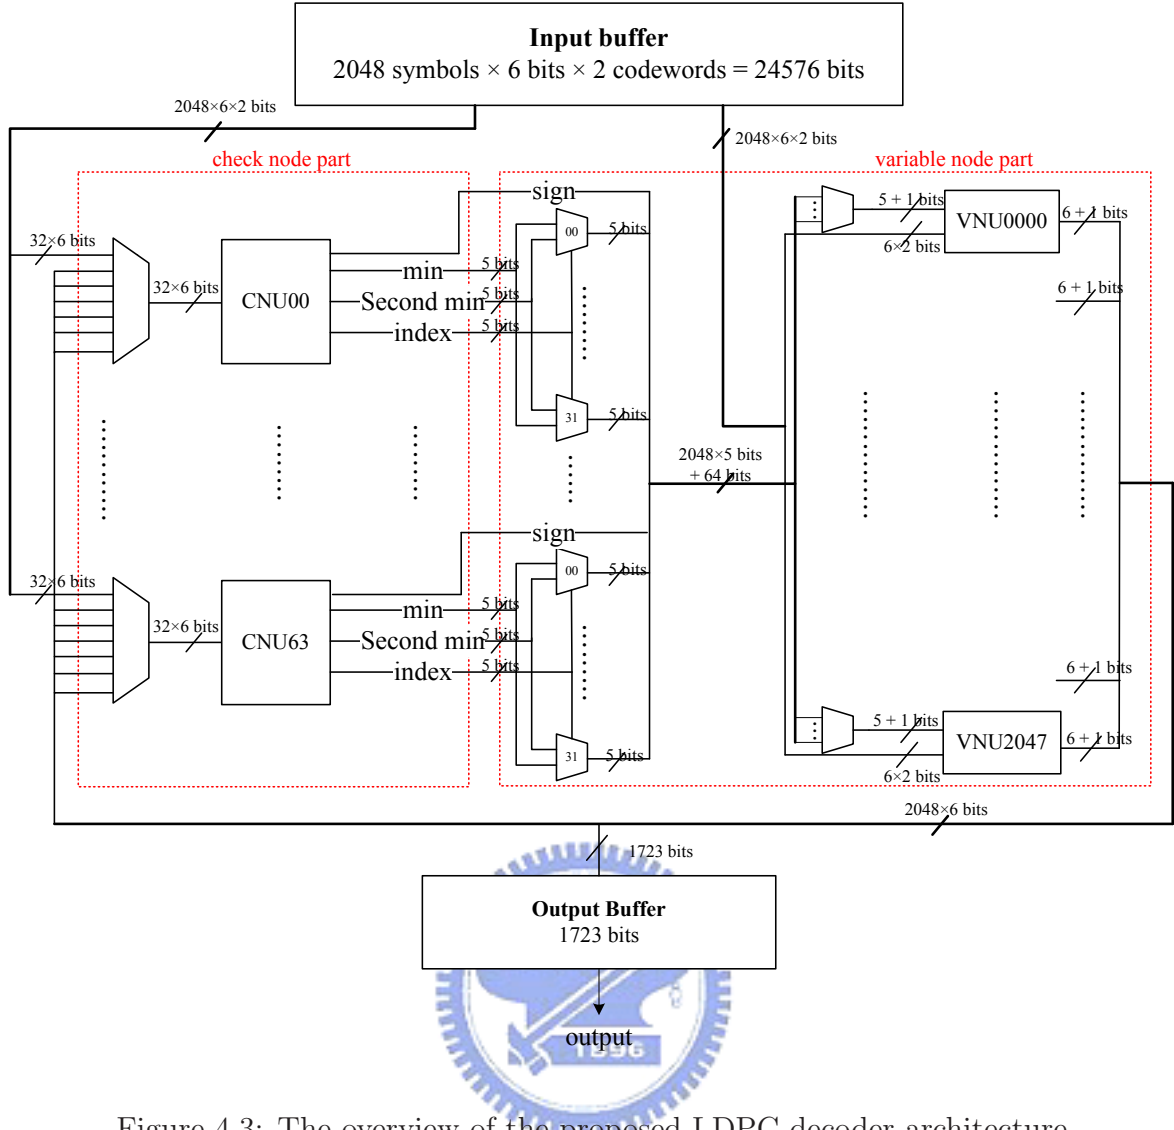 Input buffer
2048 symbols × 6 bits × 2 codewords = 24576 bits
2048×6×2 bits
2048×6×2 bits
check node part
variable node part
32×6 bits
32×6 bits
CNU00
sign
min
Second min
index
5 bits
5 bits
5 bits
00
5 bits
31
5 bits
5 + 1 bits
6×2 bits
VNU0000
6 + 1 bits
6 + 1 bits
2048×5 bits
+ 64 bits
32×6 bits
32×6 bits
CNU63
sign
min
Second min
index
5 bits
5 bits
5 bits
00
5 bits
31
5 bits
6 + 1 bits
5 + 1 bits
6×2 bits
VNU2047
6 + 1 bits
2048×6 bits
1723 bits
Output Buffer
1723 bits
output
1896
Figure 4.3: The overview of the proposed LDPC decoder architecture